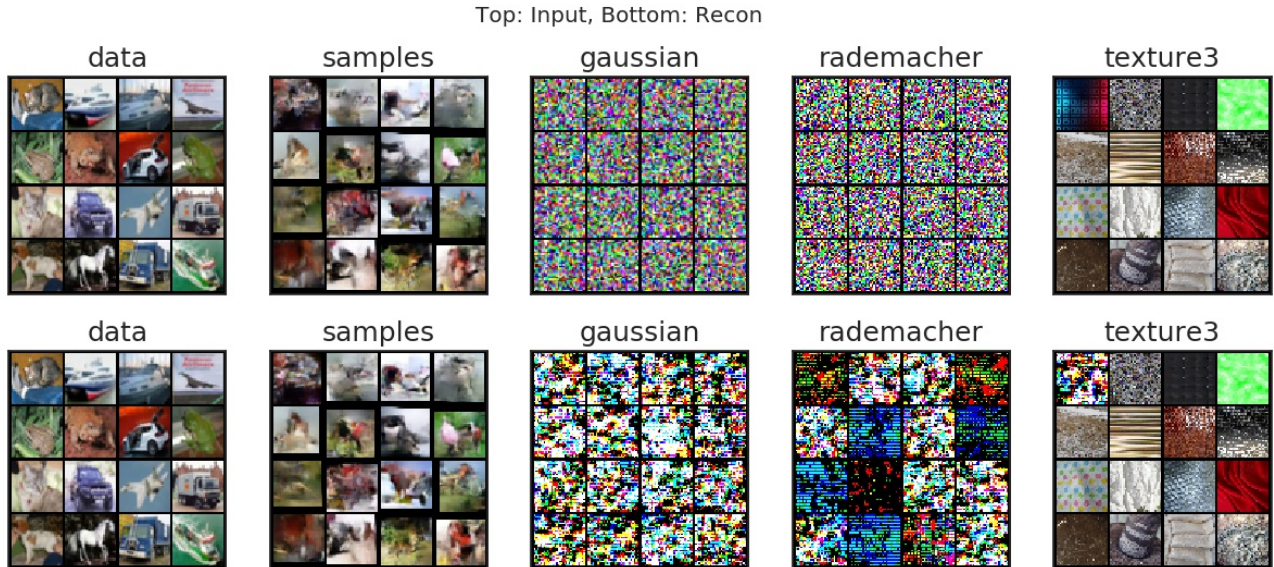 Top: Input, Bottom: Recon
data samples gaussian rademacher texture3
data samples gaussian rademacher texture3